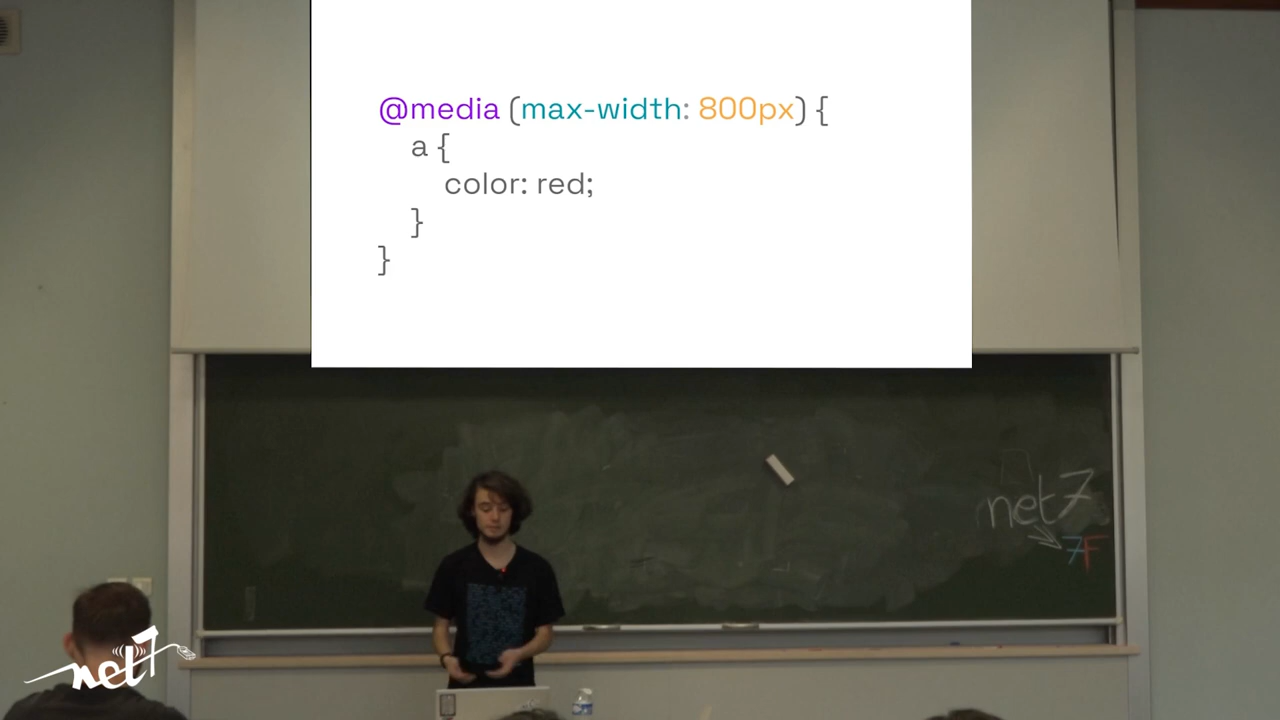 @media (max-width: 800px) {
a {
color: red;
}
}
net7
7F
net7